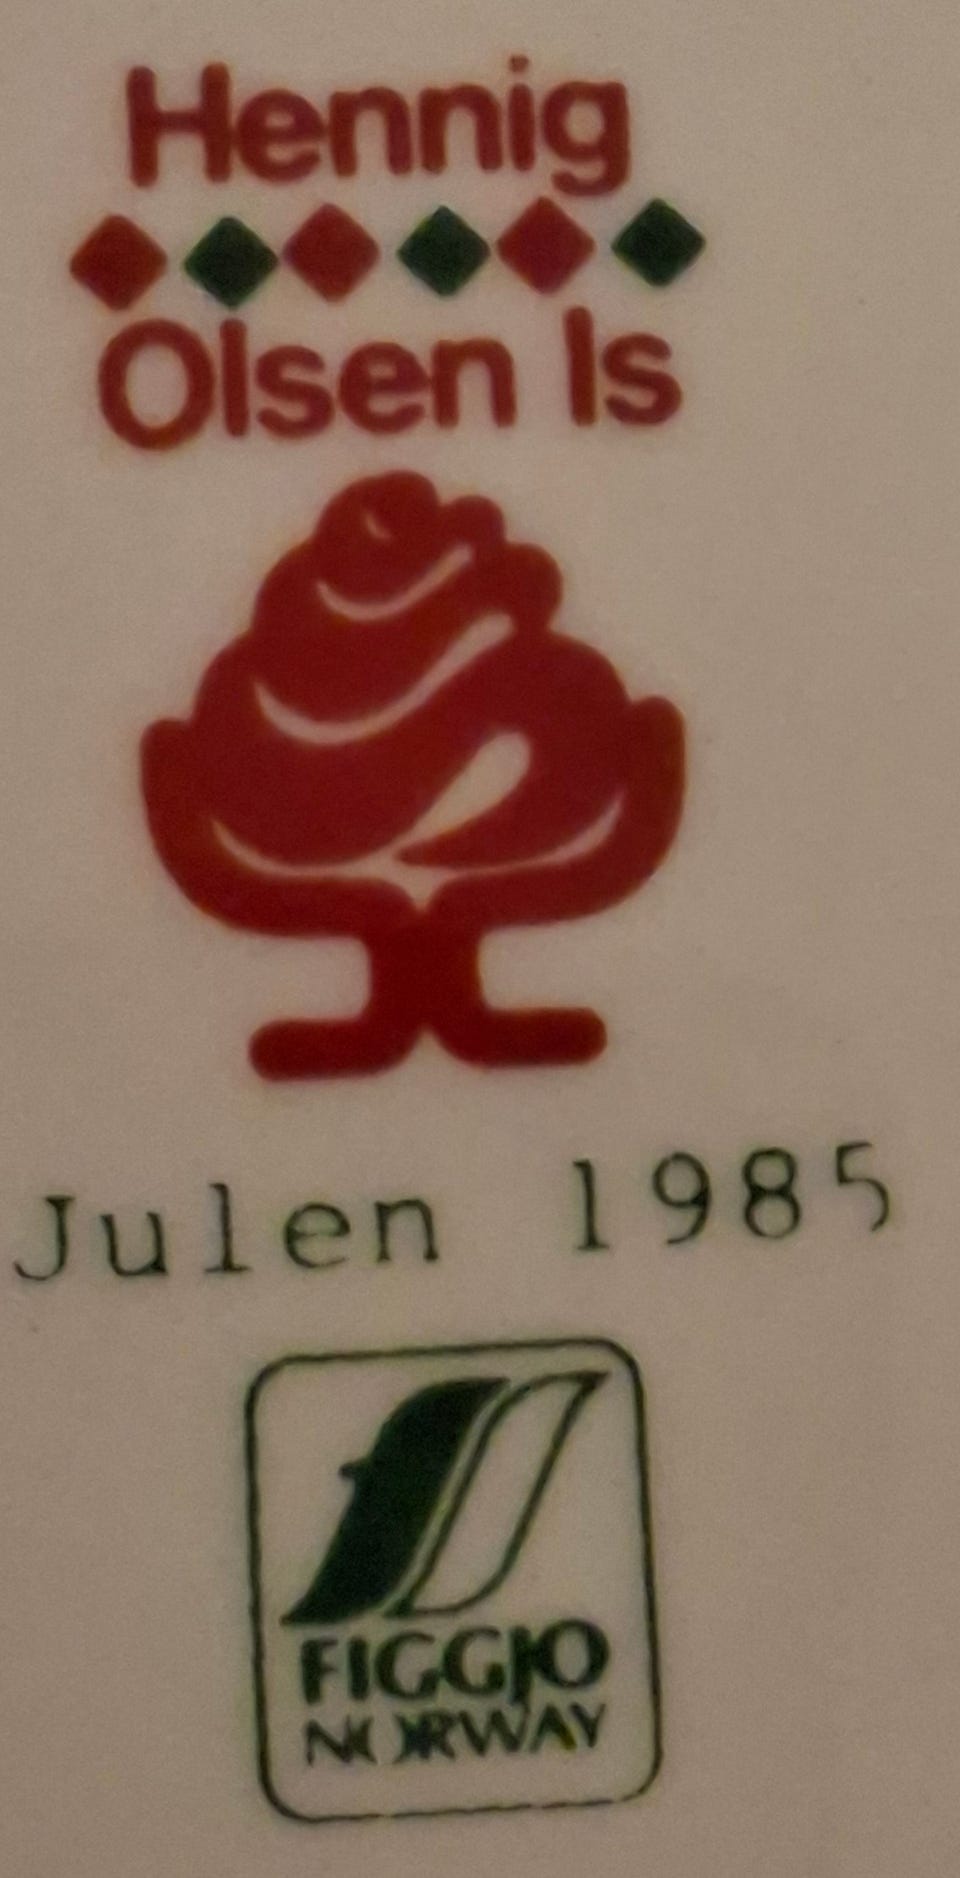 Hennig
Olsen Is
Julen 1985
FIGGJO
NORWAY